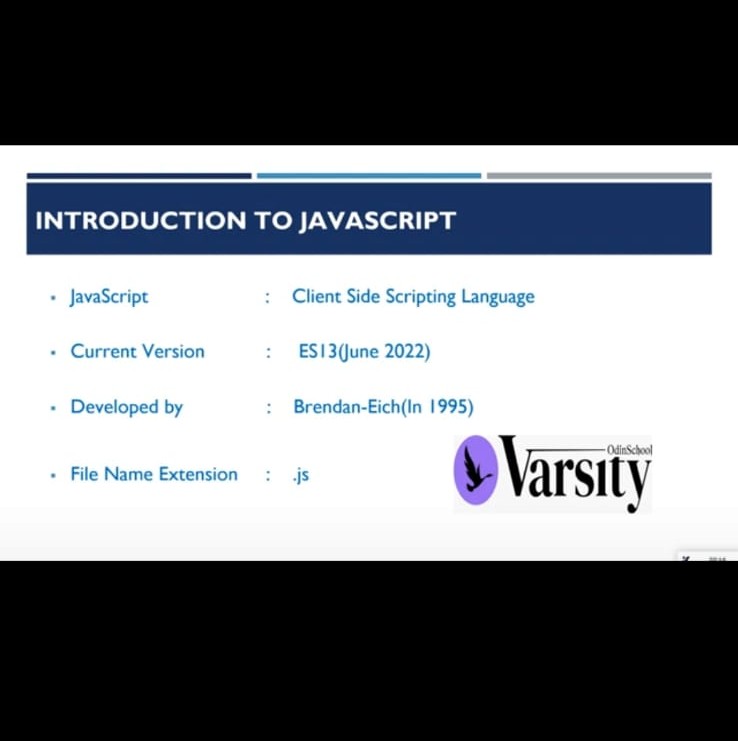 INTRODUCTION TO JAVASCRIPT
• JavaScript : Client Side Scripting Language
• Current Version : ES13(June 2022)
• Developed by : Brendan-Eich(In 1995)
• File Name Extension : .js
OdinSchool
Varsity